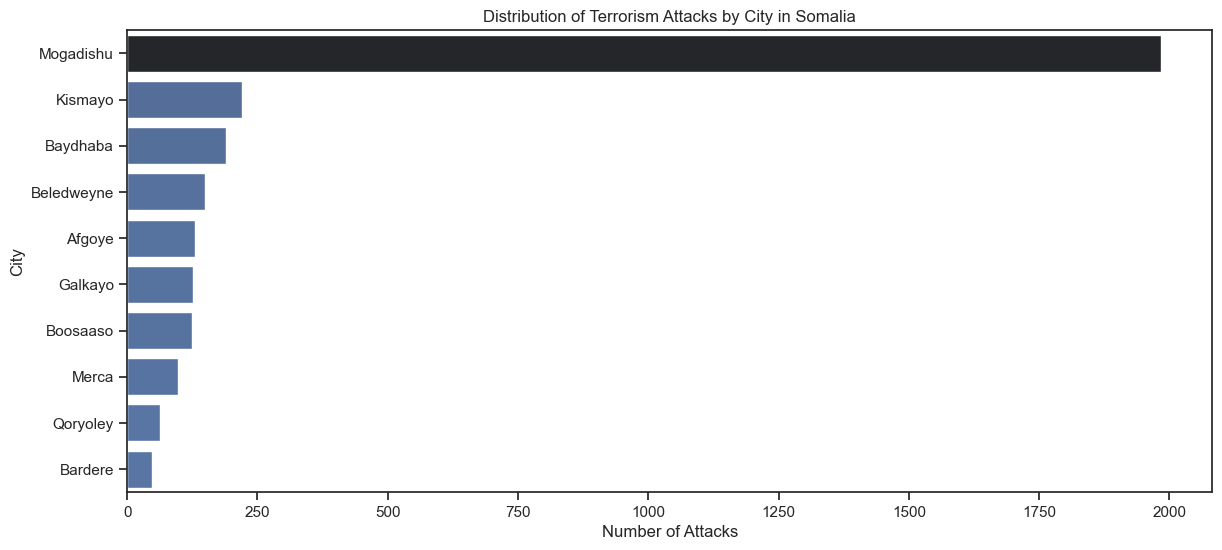 Distribution of Terrorism Attacks by City in Somalia
City
Mogadishu
Kismayo
Baydhaba
Beledweyne
Afgoye
Galkayo
Boosaaso
Merca
Qoryoley
Bardere
0 250 500 750 1000 1250 1500 1750 2000
Number of Attacks